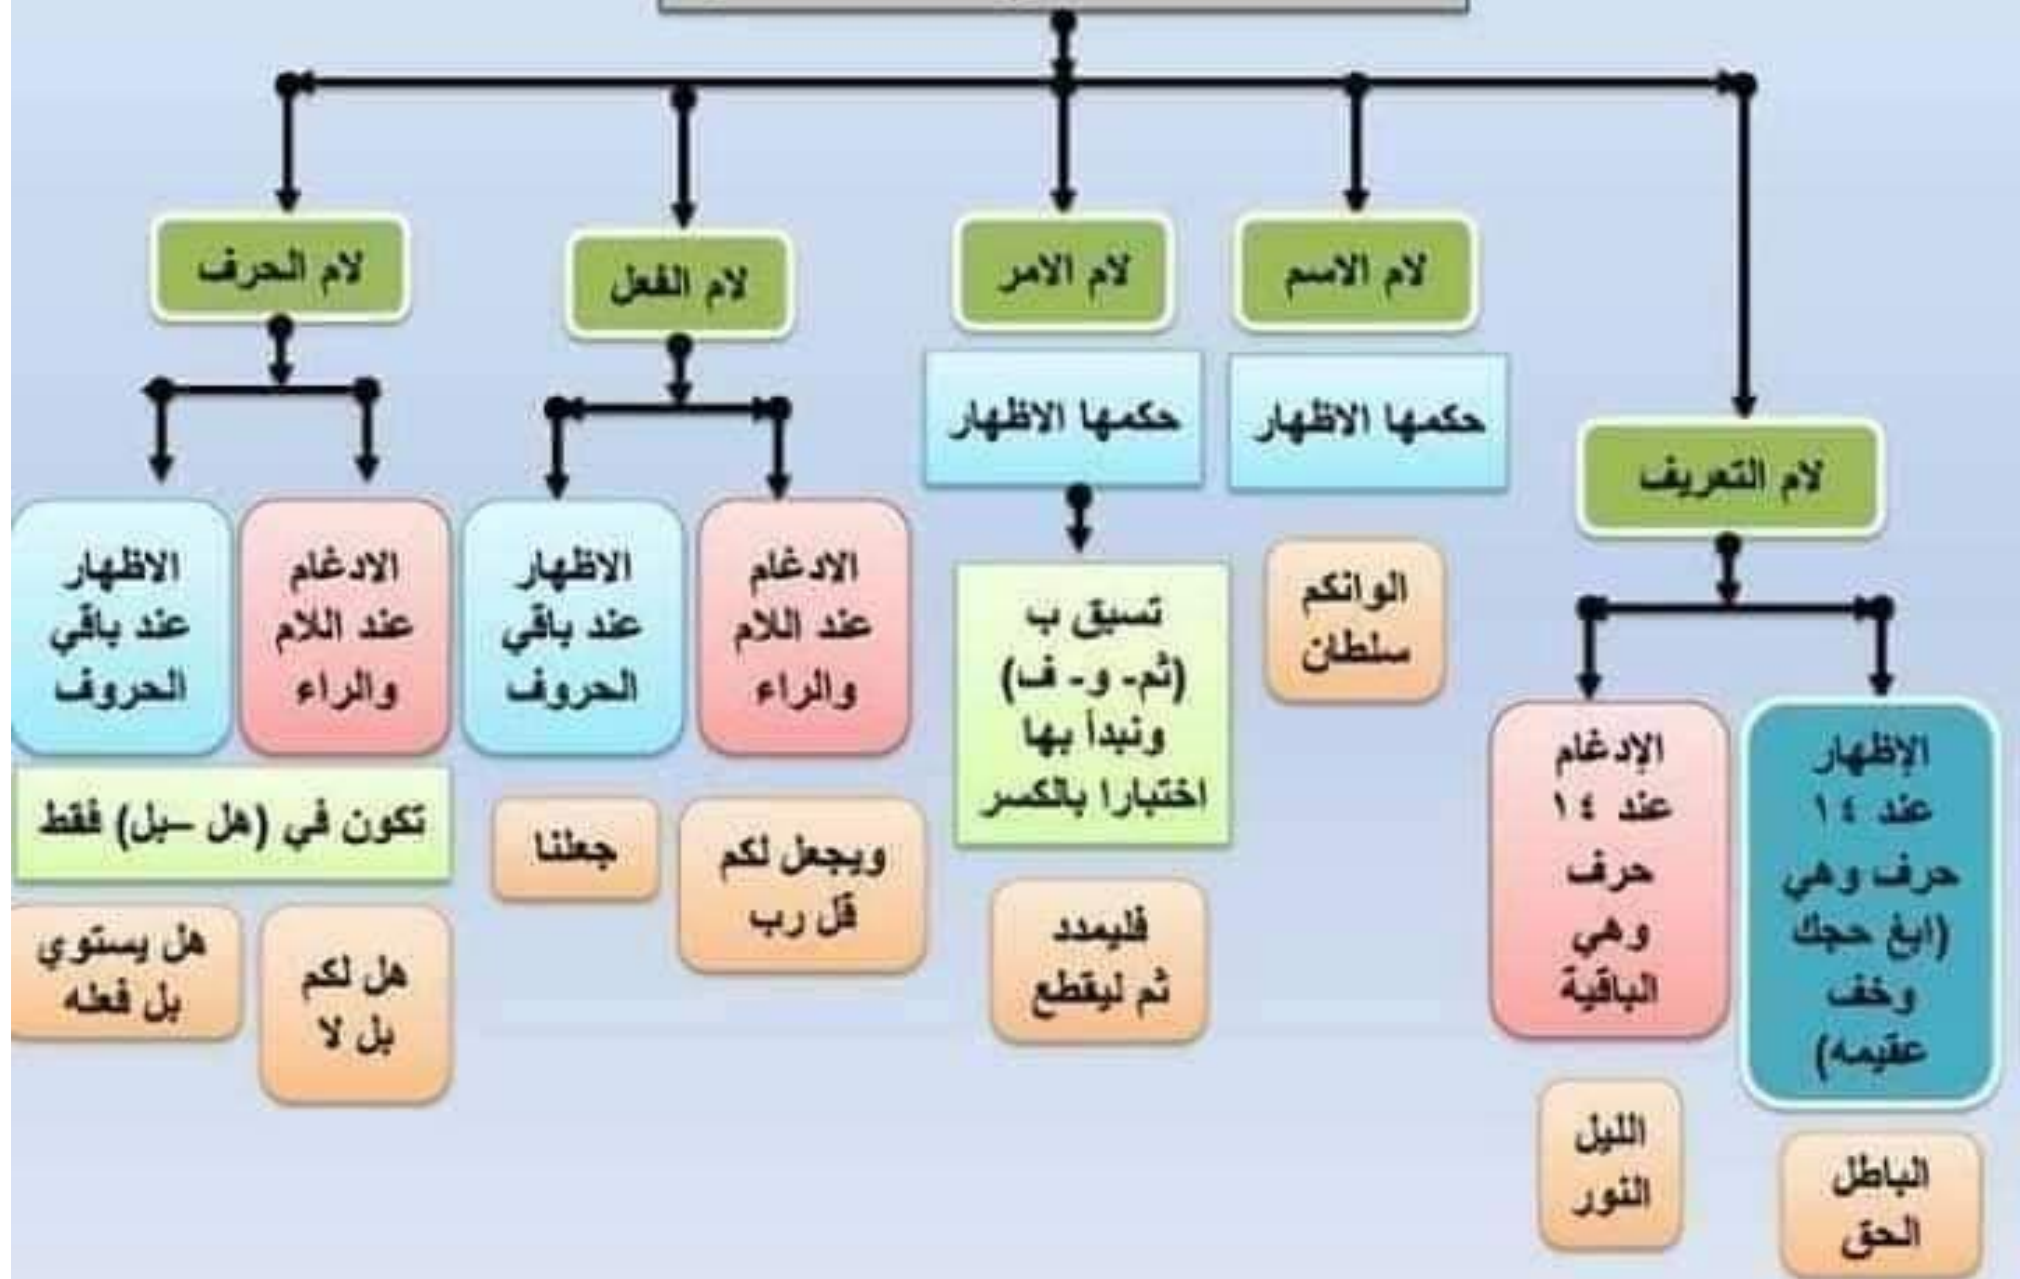 لام التعريف
الإظهار
عند ١٤
حرف وهي
(ابغ حجك
وخف
عقيمه)
الباطل
الحق
الإدغام
عند ١٤
حرف
وهي
الباقية
الليل
النور
لام الاسم
حكمها الاظهار
الوانكم
سلطان
لام الامر
حكمها الاظهار
تسبق ب
(ثم- و- ف)
ونبدأ بها
اختبارا بالكسر
فليمدد
ثم ليقطع
لام الفعل
الادغام
عند اللام
والراء
ويجعل لكم
قل رب
الاظهار
عند باقي
الحروف
جعلنا
لام الحرف
الادغام
عند اللام
والراء
الاظهار
عند باقي
الحروف
تكون في (هل –بل) فقط
هل لكم
بل لا
هل يستوي
بل فعله